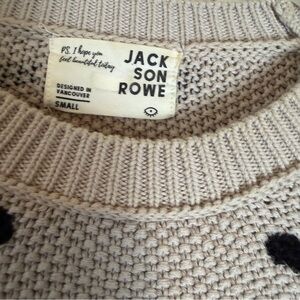 P.S. I hope you
feel beautiful today
JACK
SON
ROWE
DESIGNED IN
VANCOUVER
SMALL